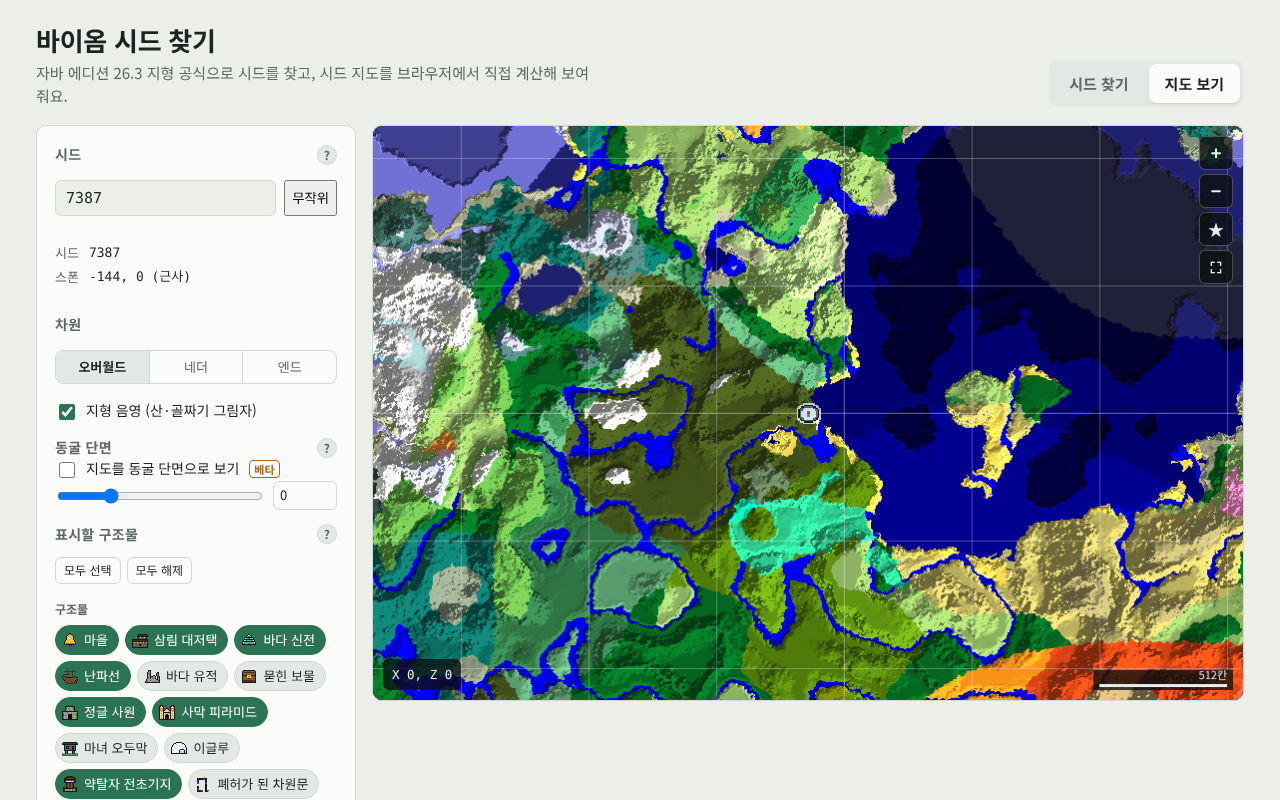 바이옴 시드 찾기
자바 에디션 26.3 지형 공식으로 시드를 찾고, 시드 지도를 브라우저에서 직접 계산해 보여
줘요.
시드 찾기
지도 보기
시드
?
7387
무작위
시드 7387
스폰 -144, 0 (근사)
차원
오버월드
네더
엔드
지형 음영 (산·골짜기 그림자)
동굴 단면
?
지도를 동굴 단면으로 보기
베타
0
표시할 구조물
?
모두 선택
모두 해제
구조물
마을
삼림 대저택
바다 신전
난파선
바다 유적
묻힌 보물
정글 사원
사막 피라미드
마녀 오두막
이글루
약탈자 전초기지
폐허가 된 차원문
+
−
★
X 0, Z 0
512칸